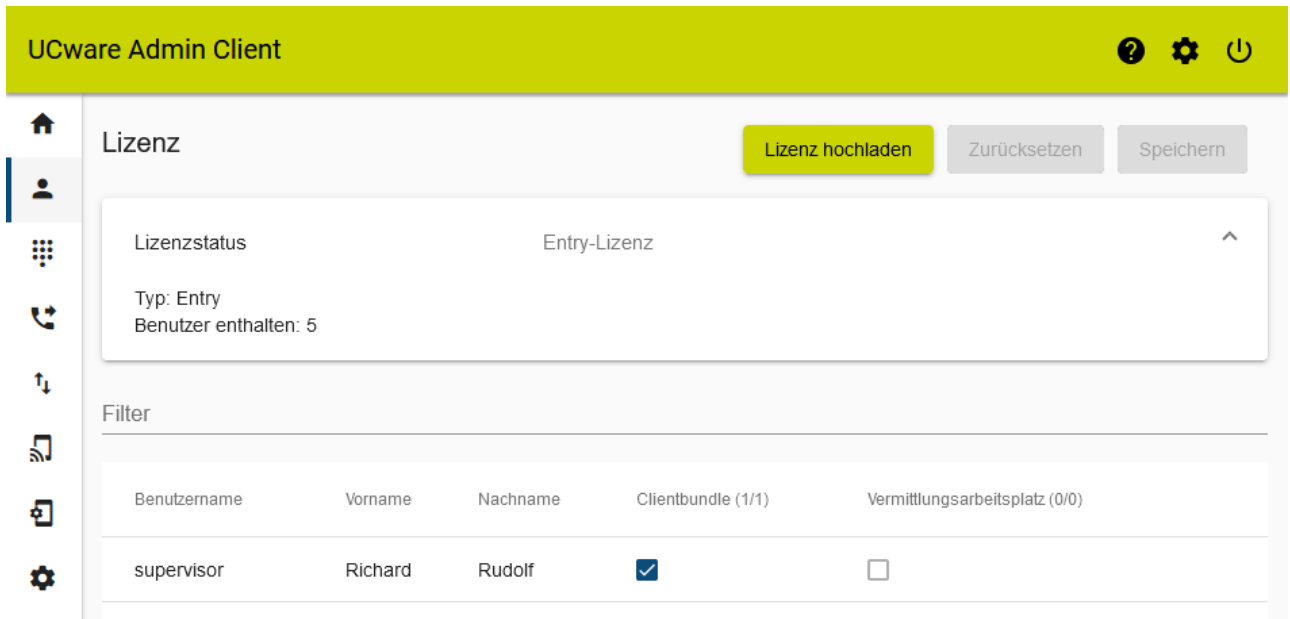 UCware Admin Client
Lizenz
Lizenz hochladen Zurücksetzen Speichern
Lizenzstatus Entry-Lizenz
Typ: Entry
Benutzer enthalten: 5
Filter
Benutzername Vorname Nachname Clientbundle (1/1) Vermittlungsarbeitsplatz (0/0)
supervisor Richard Rudolf